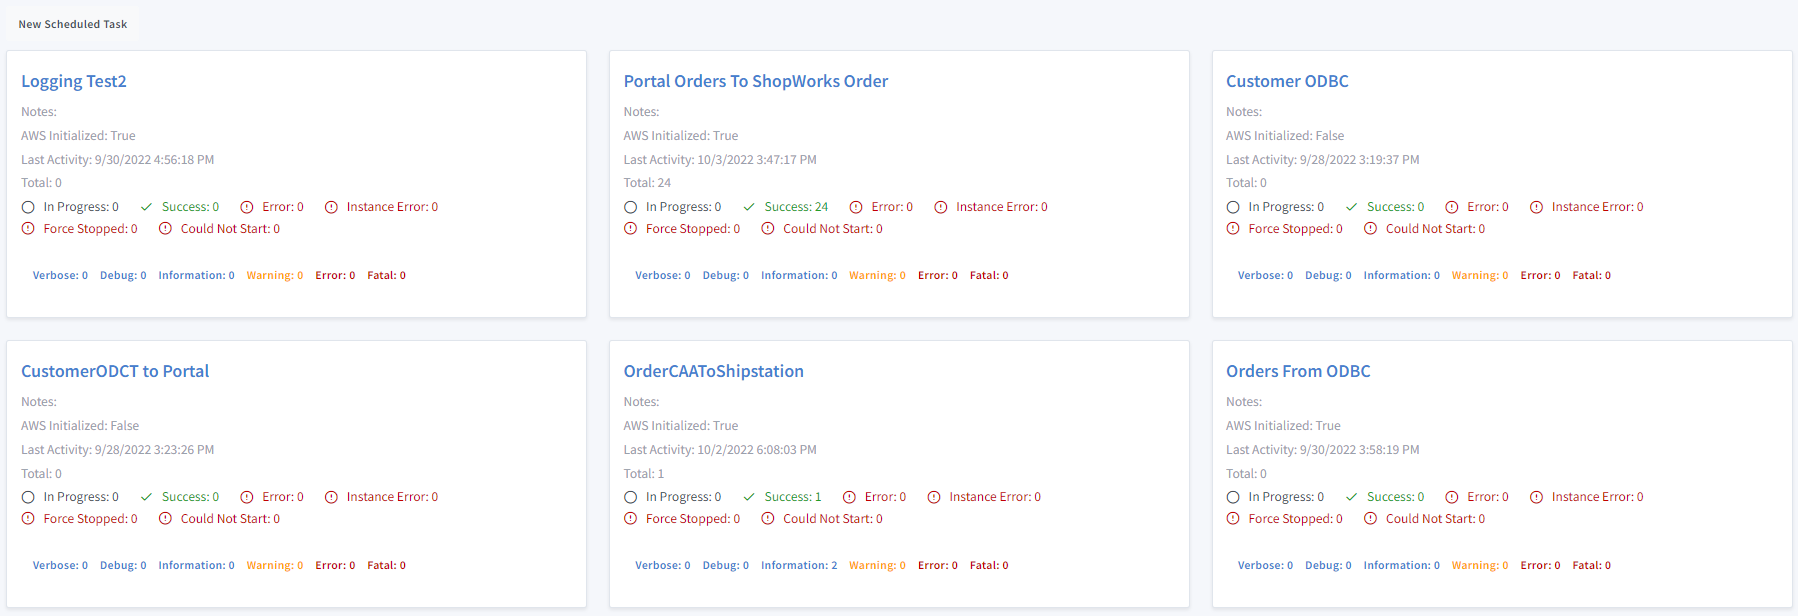 New Scheduled Task
Logging Test2
Notes:
AWS Initialized: True
Last Activity: 9/30/2022 4:56:18 PM
Total: 0
In Progress: 0 Success: 0 Error: 0 Instance Error: 0
Force Stopped: 0 Could Not Start: 0
Verbose: 0 Debug: 0 Information: 0 Warning: 0 Error: 0 Fatal: 0
Portal Orders To ShopWorks Order
Notes:
AWS Initialized: True
Last Activity: 10/3/2022 3:47:17 PM
Total: 24
In Progress: 0 Success: 24 Error: 0 Instance Error: 0
Force Stopped: 0 Could Not Start: 0
Verbose: 0 Debug: 0 Information: 0 Warning: 0 Error: 0 Fatal: 0
Customer ODBC
Notes:
AWS Initialized: False
Last Activity: 9/28/2022 3:19:37 PM
Total: 0
In Progress: 0 Success: 0 Error: 0 Instance Error: 0
Force Stopped: 0 Could Not Start: 0
Verbose: 0 Debug: 0 Information: 0 Warning: 0 Error: 0 Fatal: 0
CustomerODCT to Portal
Notes:
AWS Initialized: False
Last Activity: 9/28/2022 3:23:26 PM
Total: 0
In Progress: 0 Success: 0 Error: 0 Instance Error: 0
Force Stopped: 0 Could Not Start: 0
Verbose: 0 Debug: 0 Information: 0 Warning: 0 Error: 0 Fatal: 0
OrderCAAToShipstation
Notes:
AWS Initialized: True
Last Activity: 10/2/2022 6:08:03 PM
Total: 1
In Progress: 0 Success: 1 Error: 0 Instance Error: 0
Force Stopped: 0 Could Not Start: 0
Verbose: 0 Debug: 0 Information: 2 Warning: 0 Error: 0 Fatal: 0
Orders From ODBC
Notes:
AWS Initialized: True
Last Activity: 9/30/2022 3:58:19 PM
Total: 0
In Progress: 0 Success: 0 Error: 0 Instance Error: 0
Force Stopped: 0 Could Not Start: 0
Verbose: 0 Debug: 0 Information: 0 Warning: 0 Error: 0 Fatal: 0